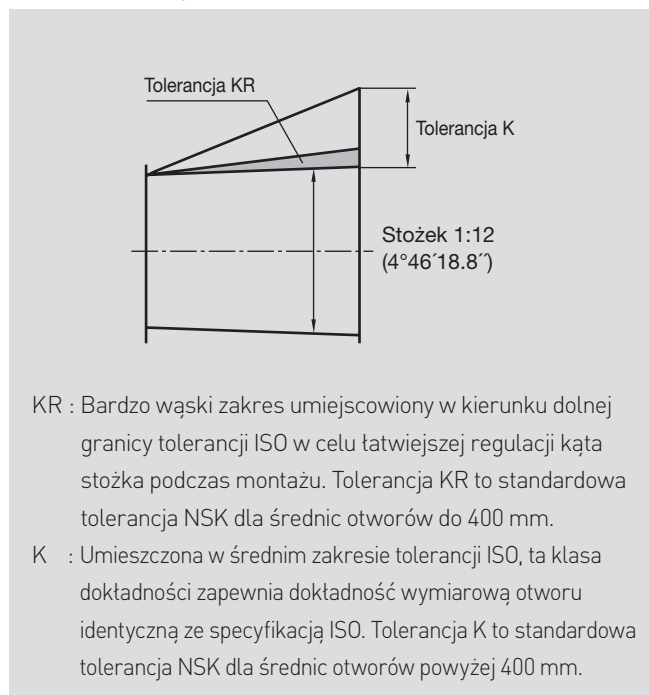 Tolerancja KR
Tolerancja K
Stożek 1:12
(4°46´18.8´´)
KR : Bardzo wąski zakres umiejscowiony w kierunku dolnej
granicy tolerancji ISO w celu łatwiejszej regulacji kąta
stożka podczas montażu. Tolerancja KR to standardowa
tolerancja NSK dla średnic otworów do 400 mm.
K : Umieszczona w średnim zakresie tolerancji ISO, ta klasa
dokładności zapewnia dokładność wymiarową otworu
identyczną ze specyfikacją ISO. Tolerancja K to standardowa
tolerancja NSK dla średnic otworów powyżej 400 mm.